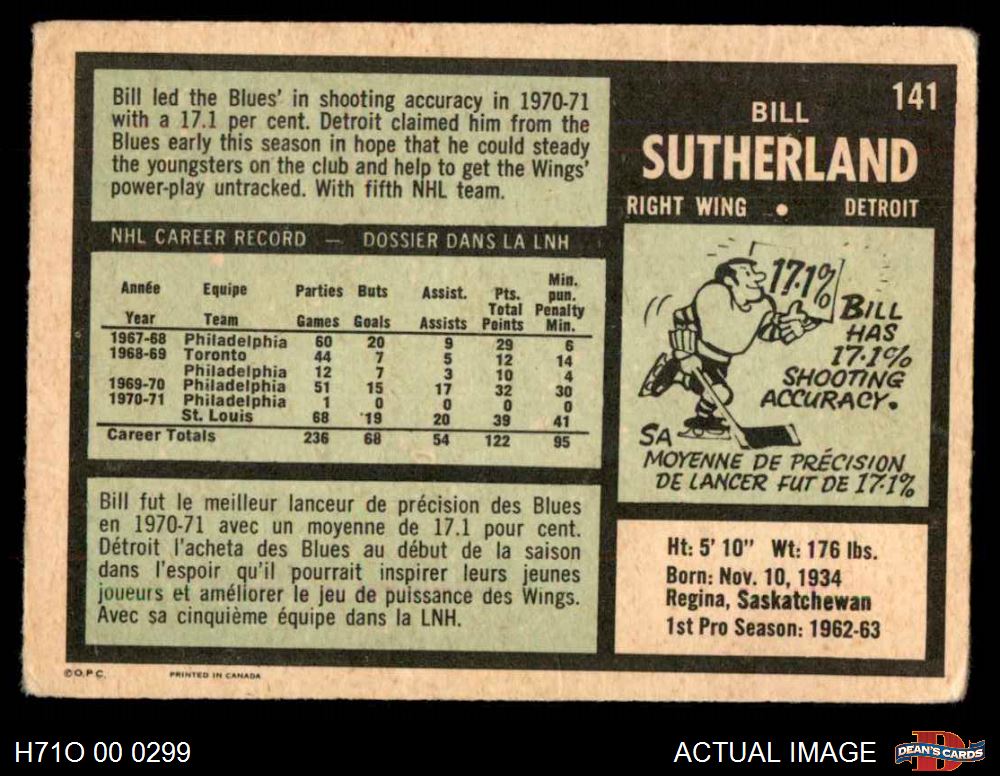 Bill led the Blues' in shooting accuracy in 1970-71
with a 17.1 per cent. Detroit claimed him from the
Blues early this season in hope that he could steady
the youngsters on the club and help to get the Wings'
power-play untracked. With fifth NHL team.
141
BILL
SUTHERLAND
RIGHT WING • DETROIT
NHL CAREER RECORD — DOSSIER DANS LA LNH
Année Equipe Parties Buts Assist. Pts. Min. pun.
Year Team Games Goals Assists Total Points Penalty Min.
1967-68 Philadelphia 60 20 9 29 6
1968-69 Toronto 44 7 5 12 14
Philadelphia 12 7 3 10 4
1969-70 Philadelphia 51 15 17 32 30
1970-71 Philadelphia 1 0 0 0 0
St. Louis 68 19 20 39 41
Career Totals 236 68 54 122 95
17.1%
BILL
HAS
17.1%
SHOOTING
ACCURACY.
SA
MOYENNE DE PRÉCISION
DE LANCER FUT DE 17.1%
Bill fut le meilleur lanceur de précision des Blues
en 1970-71 avec un moyenne de 17.1 pour cent.
Détroit l'acheta des Blues au début de la saison
dans l'espoir qu'il pourrait inspirer leurs jeunes
joueurs et améliorer le jeu de puissance des Wings.
Avec sa cinquième équipe dans la LNH.
Ht: 5' 10" Wt: 176 lbs.
Born: Nov. 10, 1934
Regina, Saskatchewan
1st Pro Season: 1962-63
©O.P.C. PRINTED IN CANADA
H71O 00 0299
ACTUAL IMAGE
DEAN'S CARDS